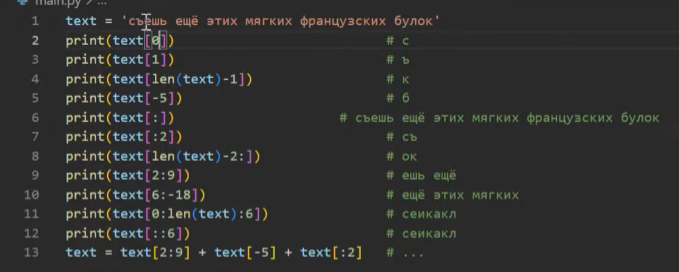 main.py > ...
1 text = 'съешь ещё этих мягких французских булок'
2 print(text[0]) # с
3 print(text[1]) # ъ
4 print(text[len(text)-1]) # к
5 print(text[-5]) # б
6 print(text[:]) # съешь ещё этих мягких французских булок
7 print(text[:2]) # съ
8 print(text[len(text)-2:]) # ок
9 print(text[2:9]) # ешь ещё
10 print(text[6:-18]) # ещё этих мягких
11 print(text[0:len(text):6]) # сеикакл
12 print(text[::6]) # сеикакл
13 text = text[2:9] + text[-5] + text[:2] # ...